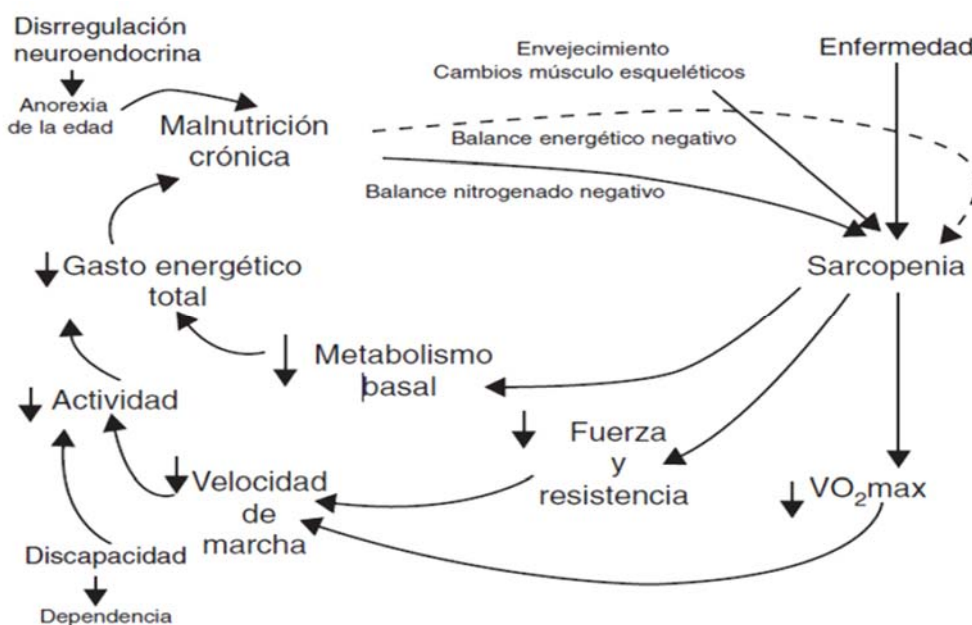 Disrregulación
neuroendocrina
Anorexia
de la edad
Malnutrición
crónica
Envejecimiento
Cambios músculo esqueléticos
Enfermedad
Balance energético negativo
Balance nitrogenado negativo
Gasto energético
total
Sarcopenia
Metabolismo
basal
Actividad
Fuerza
y
resistencia
Velocidad
de
marcha
VO₂max
Discapacidad
Dependencia